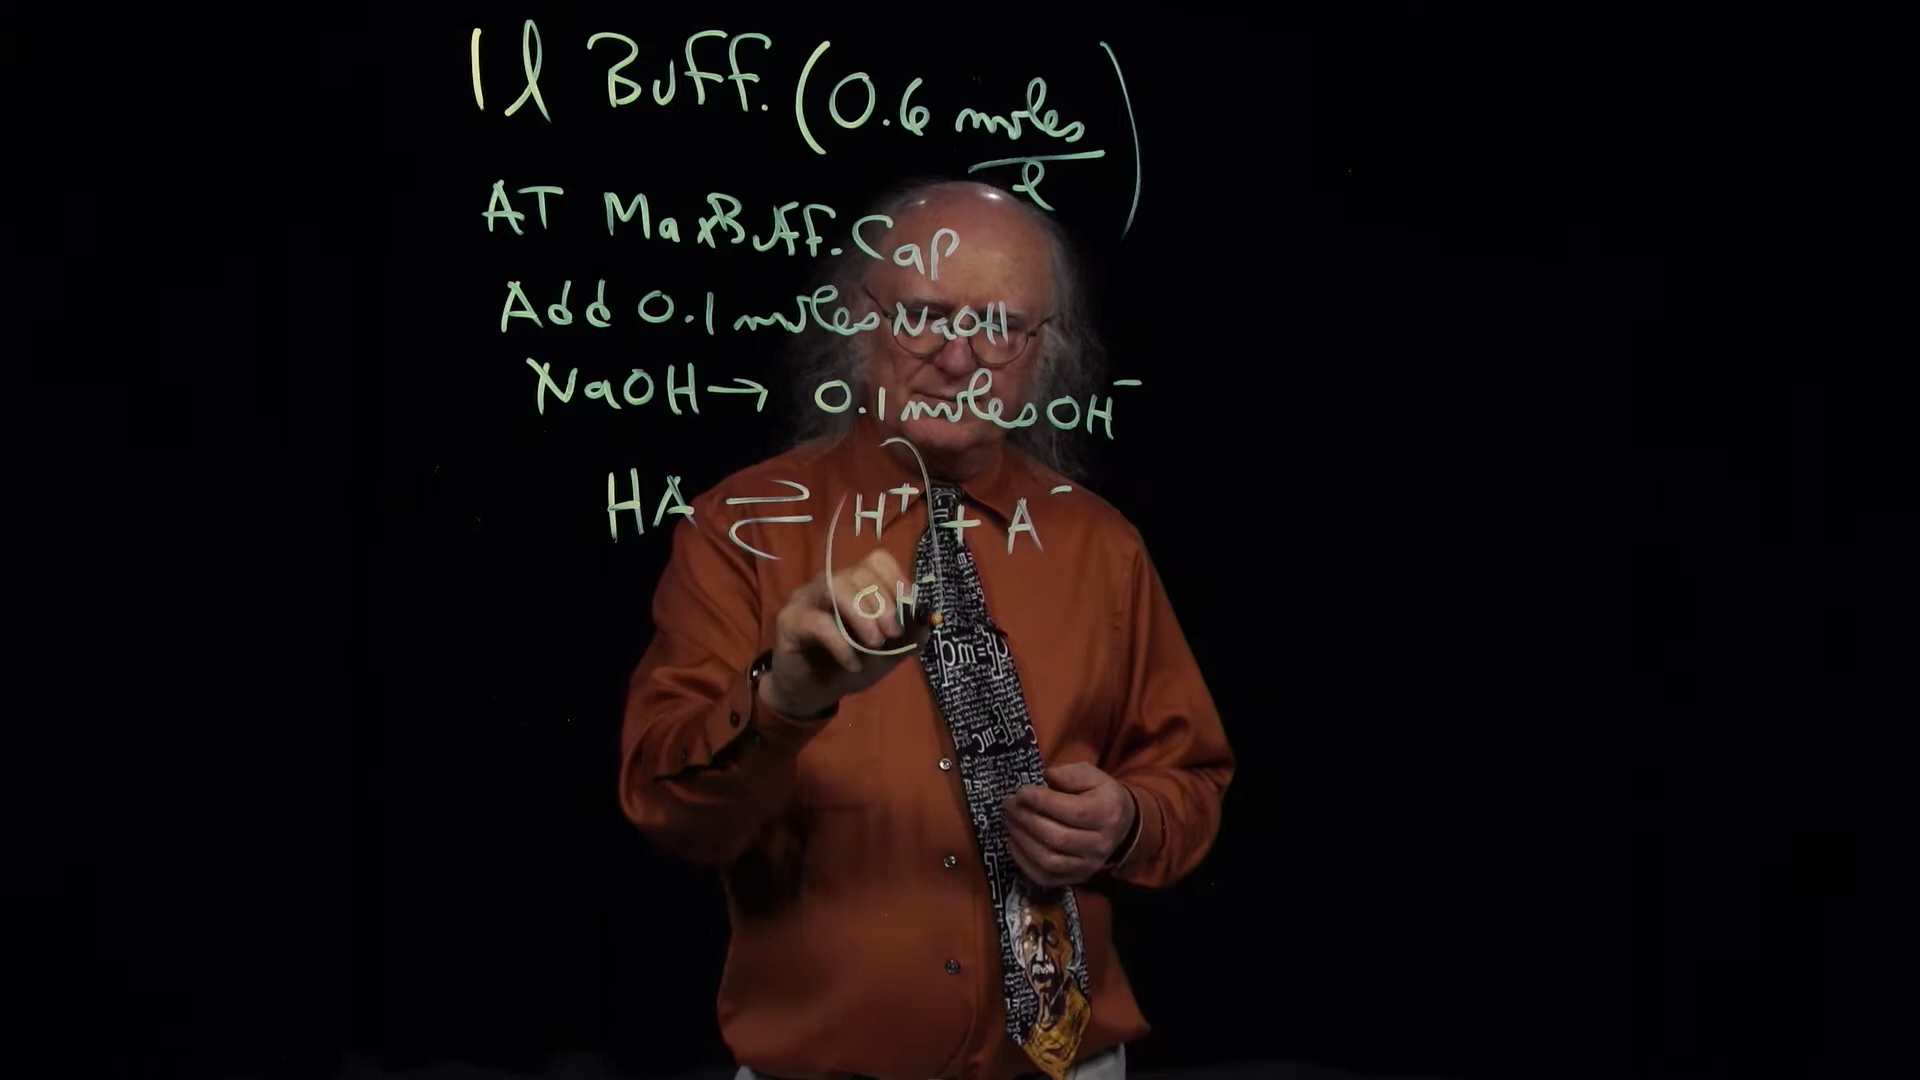 1 l Buff. (0.6 moles/l)
AT Max Buff. Cap
Add 0.1 moles NaOH
NaOH → 0.1 moles OH⁻
HA ⇌ H⁺ + A⁻
OH⁻